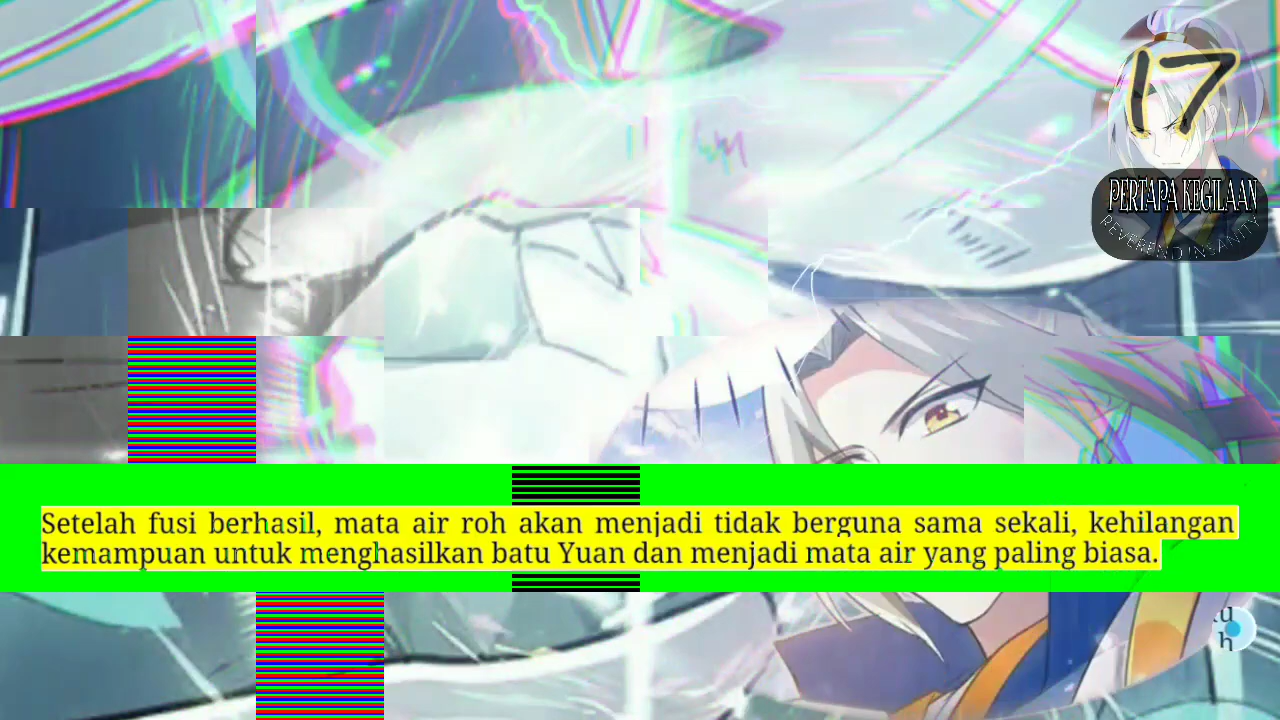 17
PERTAPA KEGILAAN
REVEREND INSANITY
Setelah fusi berhasil, mata air roh akan menjadi tidak berguna sama sekali, kehilangan
kemampuan untuk menghasilkan batu Yuan dan menjadi mata air yang paling biasa.
u
h